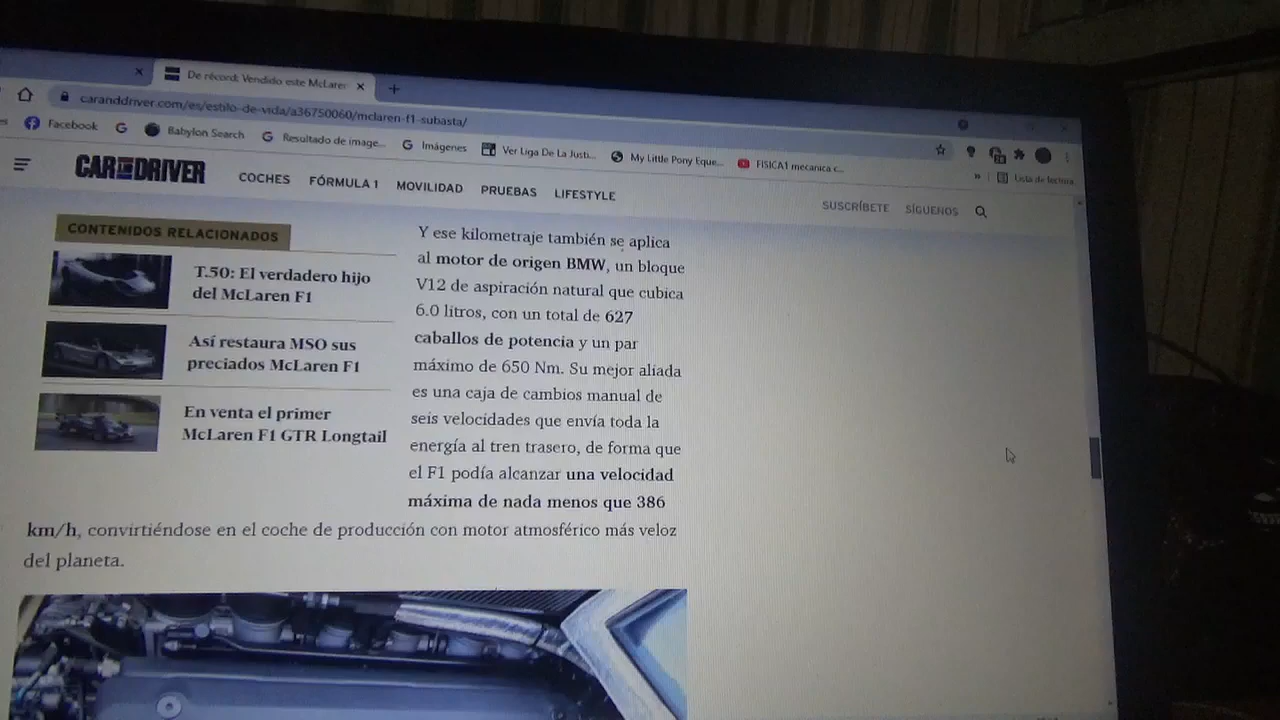 De récord: Vendido este McLaren
caranddriver.com/es/estilo-de-vida/a36750060/mclaren-f1-subasta/
Facebook
Babylon Search
Resultado de image...
Imágenes
Ver Liga De La Justi...
My Little Pony Eque...
FISICA1 mecanica c...
Lista de lectura
CAR AND DRIVER
COCHES
FÓRMULA 1
MOVILIDAD
PRUEBAS
LIFESTYLE
SUSCRÍBETE
SÍGUENOS
CONTENIDOS RELACIONADOS
T.50: El verdadero hijo
del McLaren F1
Así restaura MSO sus
preciados McLaren F1
En venta el primer
McLaren F1 GTR Longtail
Y ese kilometraje también se aplica
al motor de origen BMW, un bloque
V12 de aspiración natural que cubica
6.0 litros, con un total de 627
caballos de potencia y un par
máximo de 650 Nm. Su mejor aliada
es una caja de cambios manual de
seis velocidades que envía toda la
energía al tren trasero, de forma que
el F1 podía alcanzar una velocidad
máxima de nada menos que 386
km/h, convirtiéndose en el coche de producción con motor atmosférico más veloz
del planeta.